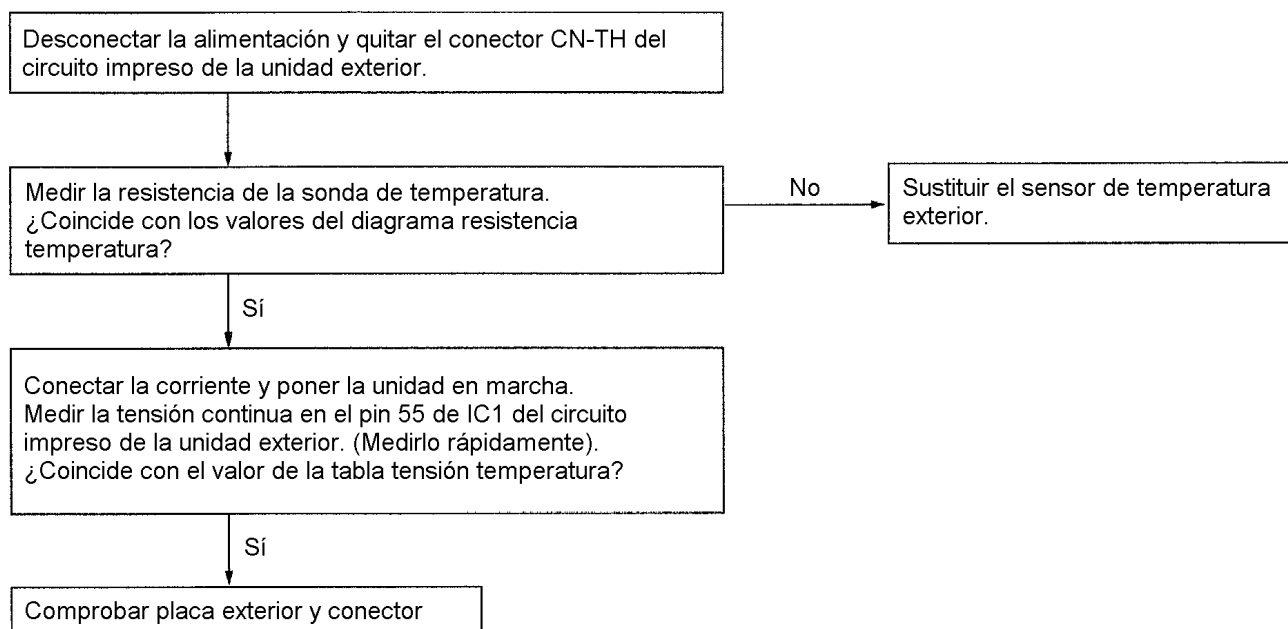 Desconectar la alimentación y quitar el conector CN-TH del
circuito impreso de la unidad exterior.
Medir la resistencia de la sonda de temperatura.
¿Coincide con los valores del diagrama resistencia
temperatura?
No
Sustituir el sensor de temperatura
exterior.
Sí
Conectar la corriente y poner la unidad en marcha.
Medir la tensión continua en el pin 55 de IC1 del circuito
impreso de la unidad exterior. (Medirlo rápidamente).
¿Coincide con el valor de la tabla tensión temperatura?
Sí
Comprobar placa exterior y conector